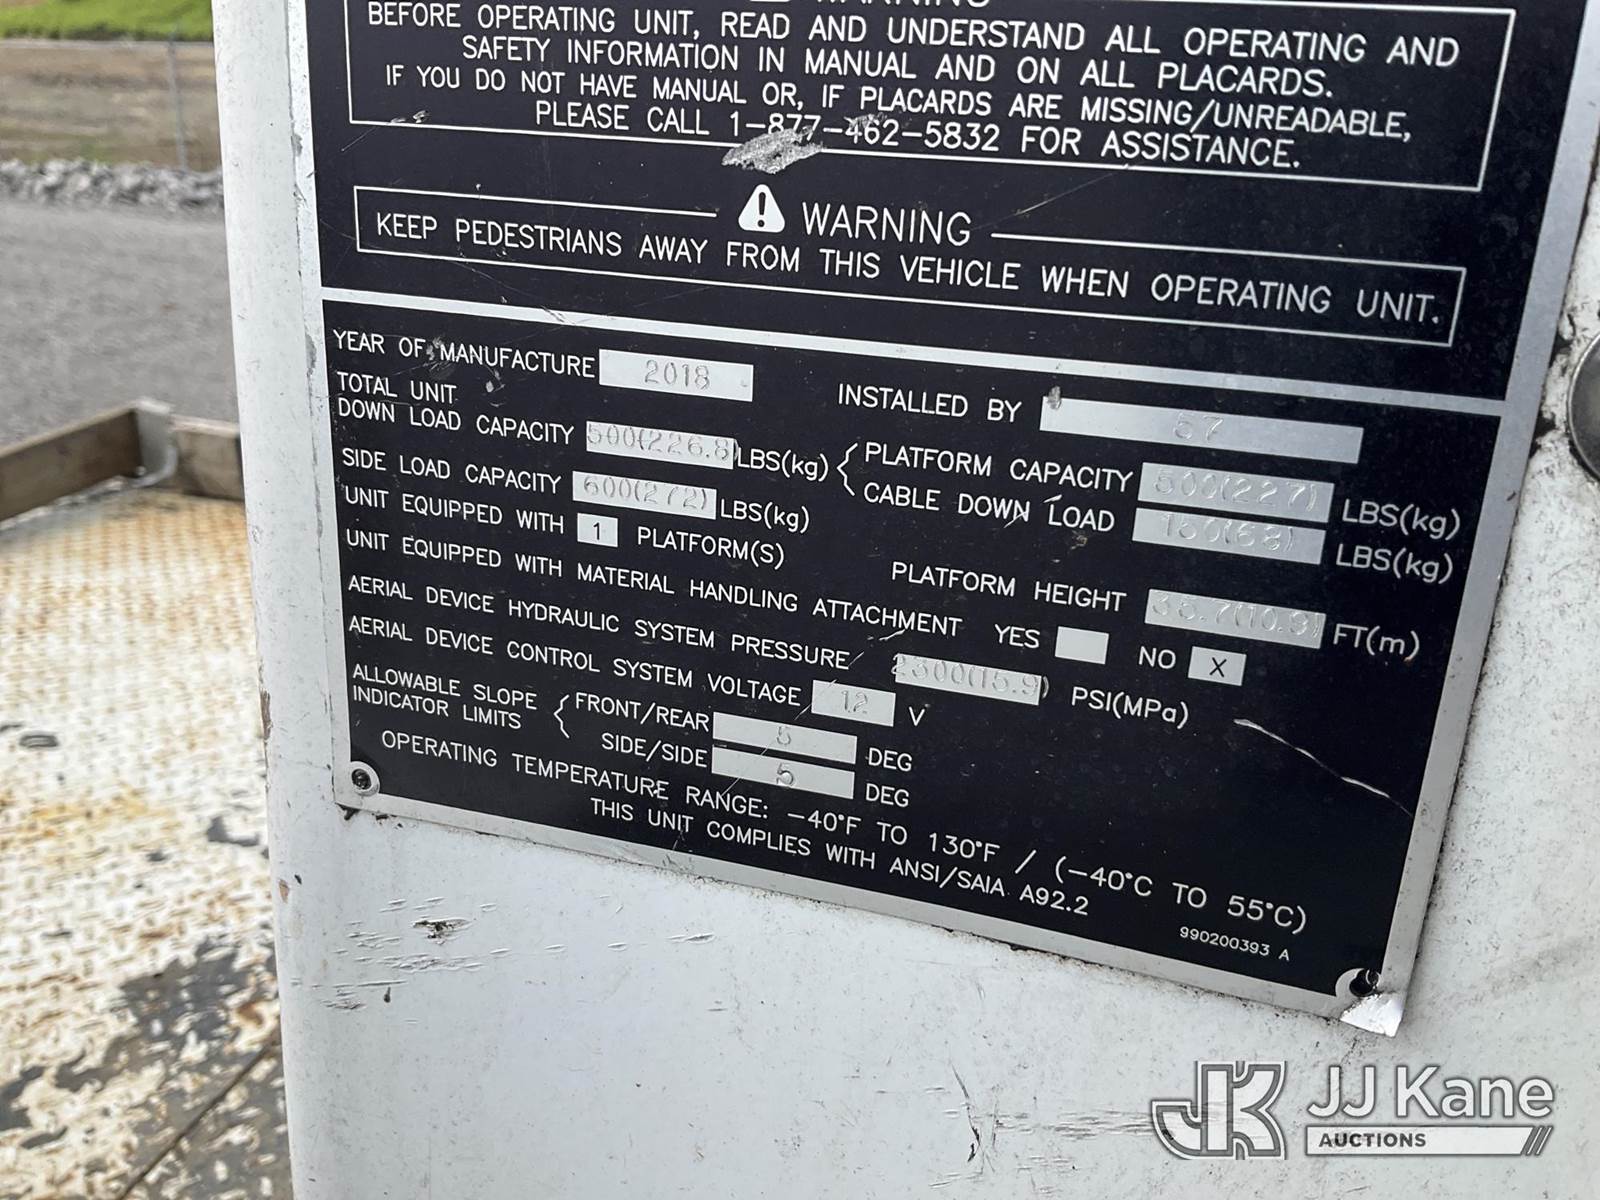 WARNING
BEFORE OPERATING UNIT, READ AND UNDERSTAND ALL OPERATING AND
SAFETY INFORMATION IN MANUAL AND ON ALL PLACARDS.
IF YOU DO NOT HAVE MANUAL OR, IF PLACARDS ARE MISSING/UNREADABLE,
PLEASE CALL 1-877-462-5832 FOR ASSISTANCE.
WARNING
KEEP PEDESTRIANS AWAY FROM THIS VEHICLE WHEN OPERATING UNIT.
YEAR OF MANUFACTURE 2018
INSTALLED BY 57
TOTAL UNIT
DOWN LOAD CAPACITY 500(226.8) LBS(kg)
PLATFORM CAPACITY 500(227) LBS(kg)
CABLE DOWN LOAD 150(68) LBS(kg)
SIDE LOAD CAPACITY 600(272) LBS(kg)
UNIT EQUIPPED WITH 1 PLATFORM(S)
PLATFORM HEIGHT FT(m)
UNIT EQUIPPED WITH MATERIAL HANDLING ATTACHMENT YES NO X
AERIAL DEVICE HYDRAULIC SYSTEM PRESSURE 2300(15.9) PSI(MPa)
AERIAL DEVICE CONTROL SYSTEM VOLTAGE 12 V
ALLOWABLE SLOPE
INDICATOR LIMITS
FRONT/REAR 5 DEG
SIDE/SIDE 5 DEG
OPERATING TEMPERATURE RANGE: -40°F TO 130°F / (-40°C TO 55°C)
THIS UNIT COMPLIES WITH ANSI/SAIA A92.2
990200393 A
JK JJ Kane
AUCTIONS